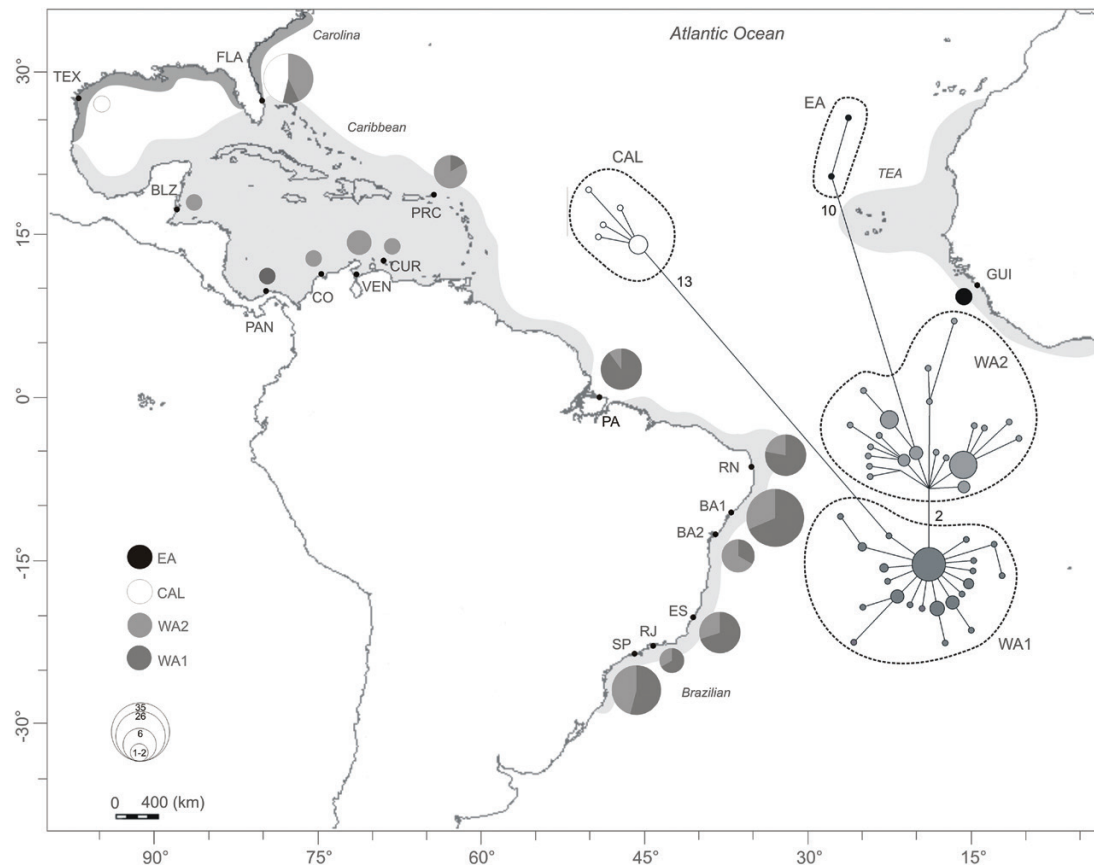 Carolina
Atlantic Ocean
FLA
30°
TEX
EA
Caribbean
CAL
TEA
BLZ
PRC
10
15°
13
GUI
CUR
CO
VEN
PAN
WA2
0°
PA
RN
BA1
2
BA2
-15°
EA
CAL
ES
WA2
RJ
WA1
SP
WA1
Brazilian
35
26
-30°
6
1-2
0 400 (km)
90° 75° 60° 45° 30° 15°